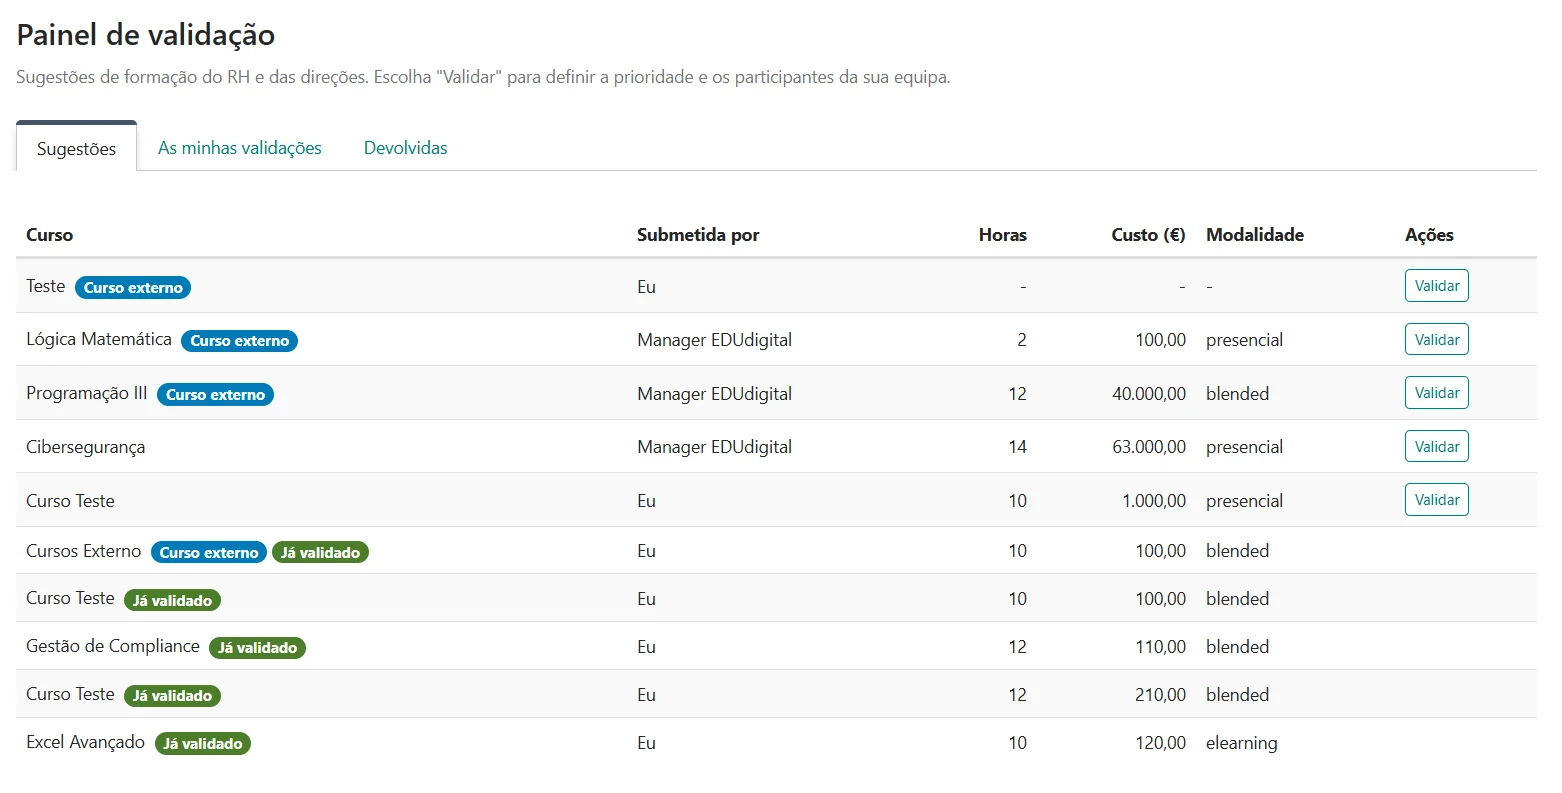 Painel de validação
Sugestões de formação do RH e das direções. Escolha "Validar" para definir a prioridade e os participantes da sua equipa.
Sugestões As minhas validações Devolvidas
Curso Submetida por Horas Custo (€) Modalidade Ações
Teste Curso externo Eu - - - Validar
Lógica Matemática Curso externo Manager EDUdigital 2 100,00 presencial Validar
Programação III Curso externo Manager EDUdigital 12 40.000,00 blended Validar
Cibersegurança Manager EDUdigital 14 63.000,00 presencial Validar
Curso Teste Eu 10 1.000,00 presencial Validar
Cursos Externo Curso externo Já validado Eu 10 100,00 blended
Curso Teste Já validado Eu 10 100,00 blended
Gestão de Compliance Já validado Eu 12 110,00 blended
Curso Teste Já validado Eu 12 210,00 blended
Excel Avançado Já validado Eu 10 120,00 elearning